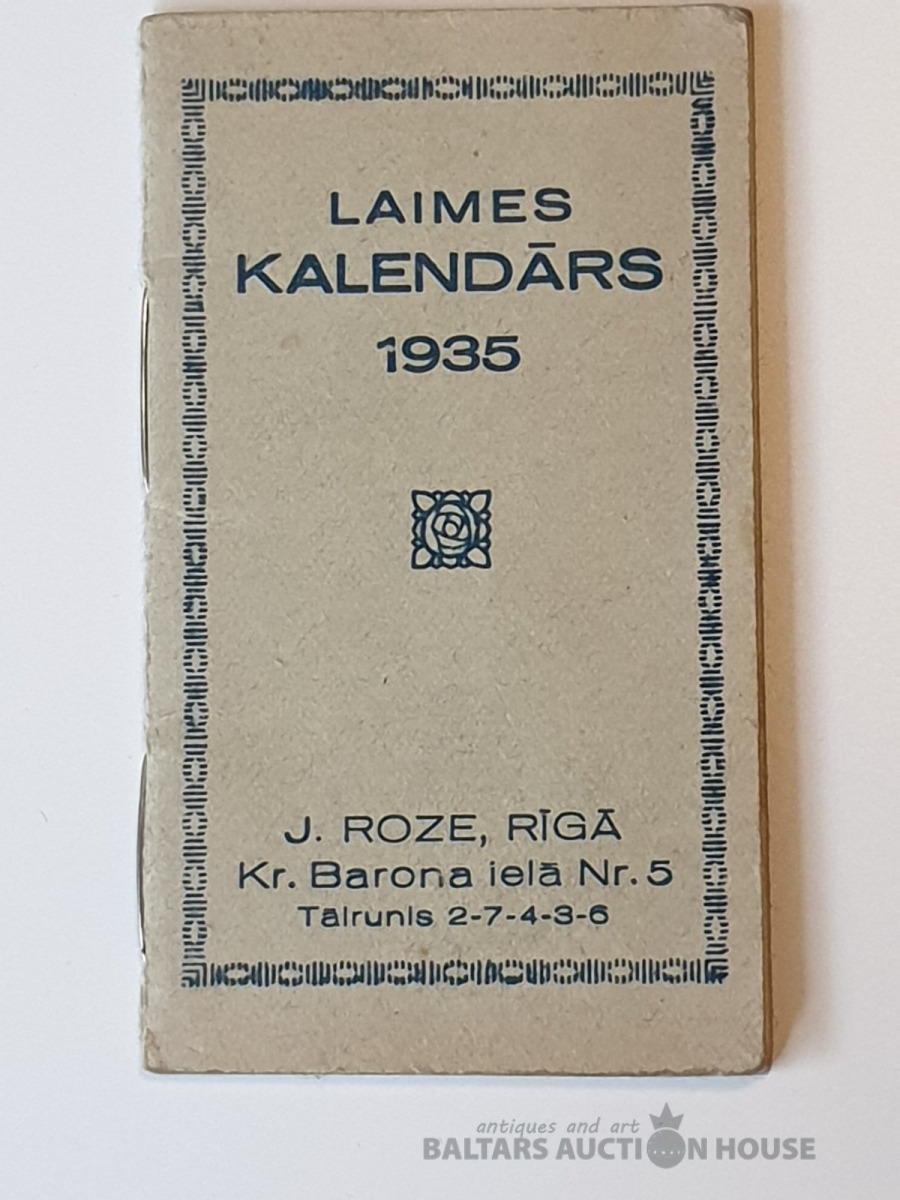 LAIMES
KALENDĀRS
1935
J. ROZE, RĪGĀ
Kr. Barona ielā Nr. 5
Tālrunis 2-7-4-3-6
antiques and art
BALTARS AUCTION HOUSE